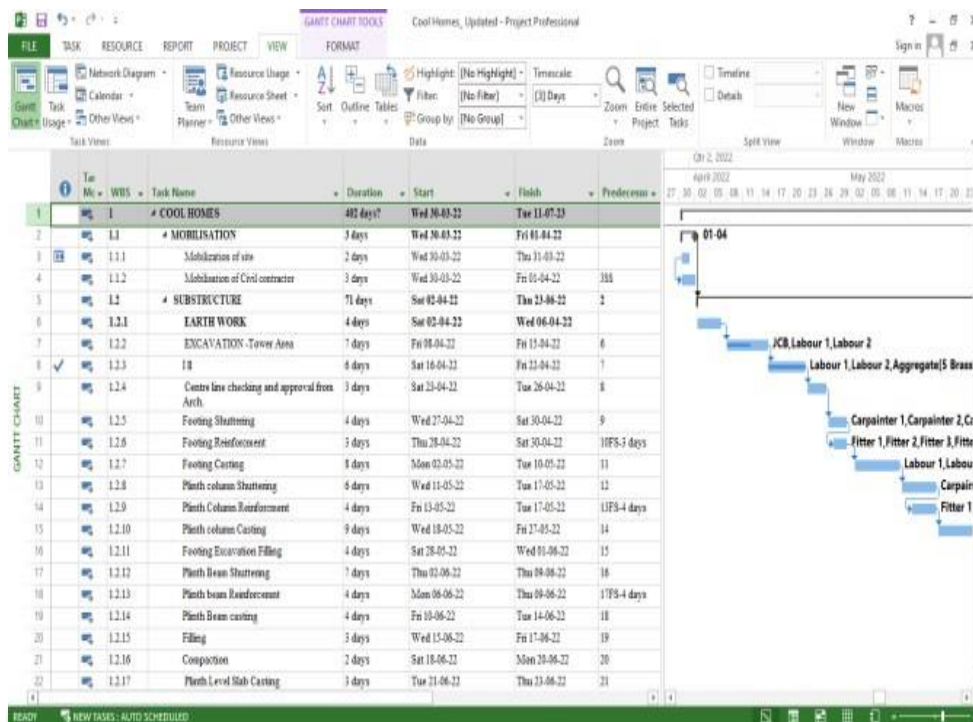 GANTT CHART TOOLS Cool Homes_Updated - Project Professional
FILE TASK RESOURCE REPORT PROJECT VIEW FORMAT Sign in
Gantt Chart Task Usage Network Diagram Calendar Other Views
Task Views
Team Planner Resource Usage Resource Sheet Other Views
Resource Views
Sort Outline Tables
Highlight: [No Highlight]
Filter: [No Filter]
Group by: [No Group]
Timescale:
[3] Days
Data
Zoom Entire Project Selected Tasks
Zoom
Timeline
Details
Split View
New Window
Window
Macros
Macros
WBS Task Name Duration Start Finish Predecessors
Qtr 2, 2022
April 2022 May 2022
27 30 02 05 08 11 14 17 20 23 26 29 02 05 08 11 14 17 20
1 1 COOL HOMES 402 days? Wed 30-03-22 Tue 11-07-23
2 1.1 MOBILISATION 3 days Wed 30-03-22 Fri 01-04-22 01-04
3 1.1.1 Mobilization of site 2 days Wed 30-03-22 Thu 31-03-22
4 1.1.2 Mobilisation of Civil contractor 3 days Wed 30-03-22 Fri 01-04-22 3SS
5 1.2 SUBSTRUCTURE 71 days Sat 02-04-22 Thu 23-06-22 2
6 1.2.1 EARTH WORK 4 days Sat 02-04-22 Wed 06-04-22
7 1.2.2 EXCAVATION -Tower Area 7 days Fri 08-04-22 Fri 15-04-22 6 JCB,Labour 1,Labour 2
8 1.2.3 6 days Sat 16-04-22 Fri 22-04-22 7 Labour 1,Labour 2,Aggregate[5 Brass
9 1.2.4 Centre line checking and approval from Arch. 3 days Sat 23-04-22 Tue 26-04-22 8
10 1.2.5 Footing Shuttering 4 days Wed 27-04-22 Sat 30-04-22 9 Carpainter 1,Carpainter 2,Ca
11 1.2.6 Footing Reinforcement 3 days Thu 28-04-22 Sat 30-04-22 10FS-3 days Fitter 1,Fitter 2,Fitter 3,Fitte
12 1.2.7 Footing Casting 8 days Mon 02-05-22 Tue 10-05-22 11 Labour 1,Labou
13 1.2.8 Plinth column Shuttering 6 days Wed 11-05-22 Tue 17-05-22 12 Carpain
14 1.2.9 Plinth Column Reinforcement 4 days Fri 13-05-22 Tue 17-05-22 13FS-4 days Fitter 1
15 1.2.10 Plinth column Casting 9 days Wed 18-05-22 Fri 27-05-22 14
16 1.2.11 Footing Excavation Filling 4 days Sat 28-05-22 Wed 01-06-22 15
17 1.2.12 Plinth Beam Shuttering 7 days Thu 02-06-22 Thu 09-06-22 16
18 1.2.13 Plinth beam Reinforcement 4 days Mon 06-06-22 Thu 09-06-22 17FS-4 days
19 1.2.14 Plinth Beam casting 4 days Fri 10-06-22 Tue 14-06-22 18
20 1.2.15 Filling 3 days Wed 15-06-22 Fri 17-06-22 19
21 1.2.16 Compaction 2 days Sat 18-06-22 Mon 20-06-22 20
22 1.2.17 Plinth Level Slab Casting 3 days Tue 21-06-22 Thu 23-06-22 21
GANTT CHART
READY NEW TASKS : AUTO SCHEDULED